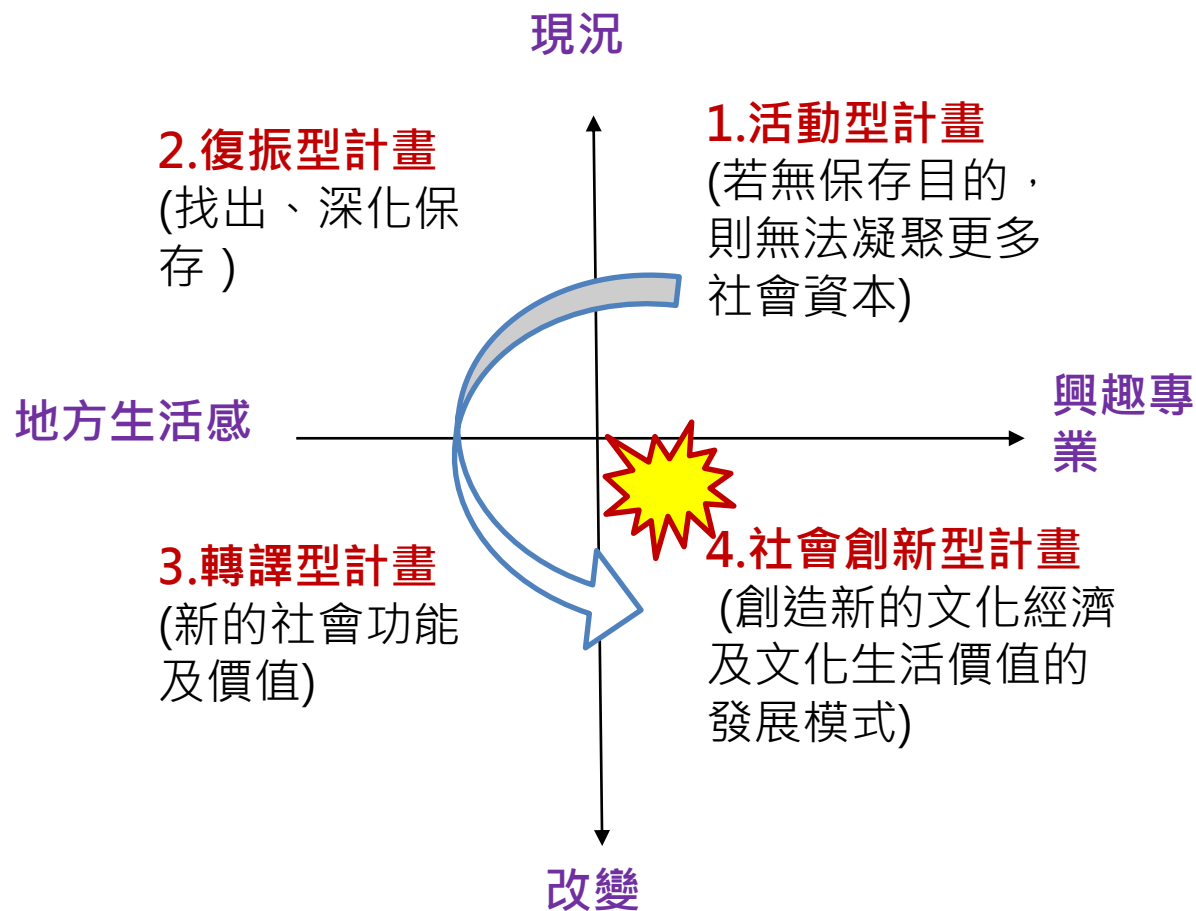 現況
1.活動型計畫
(若無保存目的，
則無法凝聚更多
社會資本)
2.復振型計畫
(找出、深化保
存)
地方生活感
興趣專
業
3.轉譯型計畫
(新的社會功能
及價值)
4.社會創新型計畫
(創造新的文化經濟
及文化生活價值的
發展模式)
改變